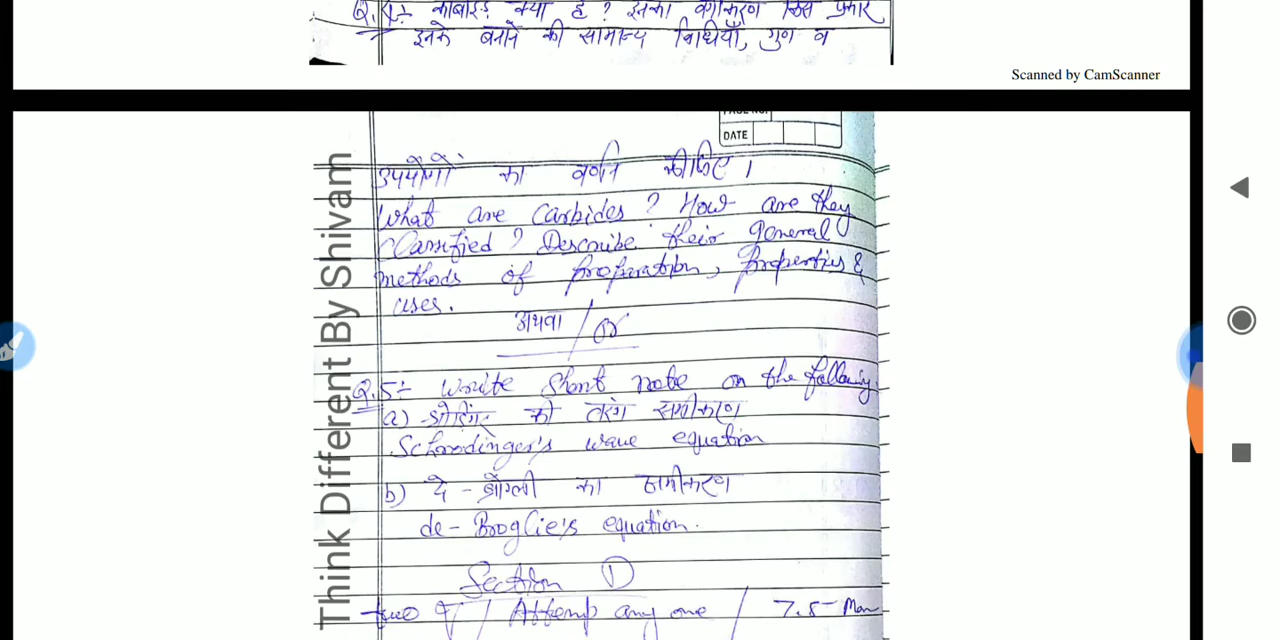 Q.4:- कार्बाइड क्या है ? इनका वर्गीकरण किस प्रकार
इनके बनाने की सामान्य विधियाँ, गुण व
Scanned by CamScanner
PAGE NO.
DATE
उपयोगों का वर्णन कीजिए ।
What are Carbides ? How are they
Classified ? Describe their general
methods of preparation, Properties &
uses.
अथवा / or
Q.5:- Write Short note on the following
a) श्रोडिंगर की तरंग समीकरण
Schrodinger's wave equation
b) दे - ब्रोग्ली का समीकरण
de - Broglie's equation.
Section D
/ Attemp any one / 7.5
Think Different By Shivam